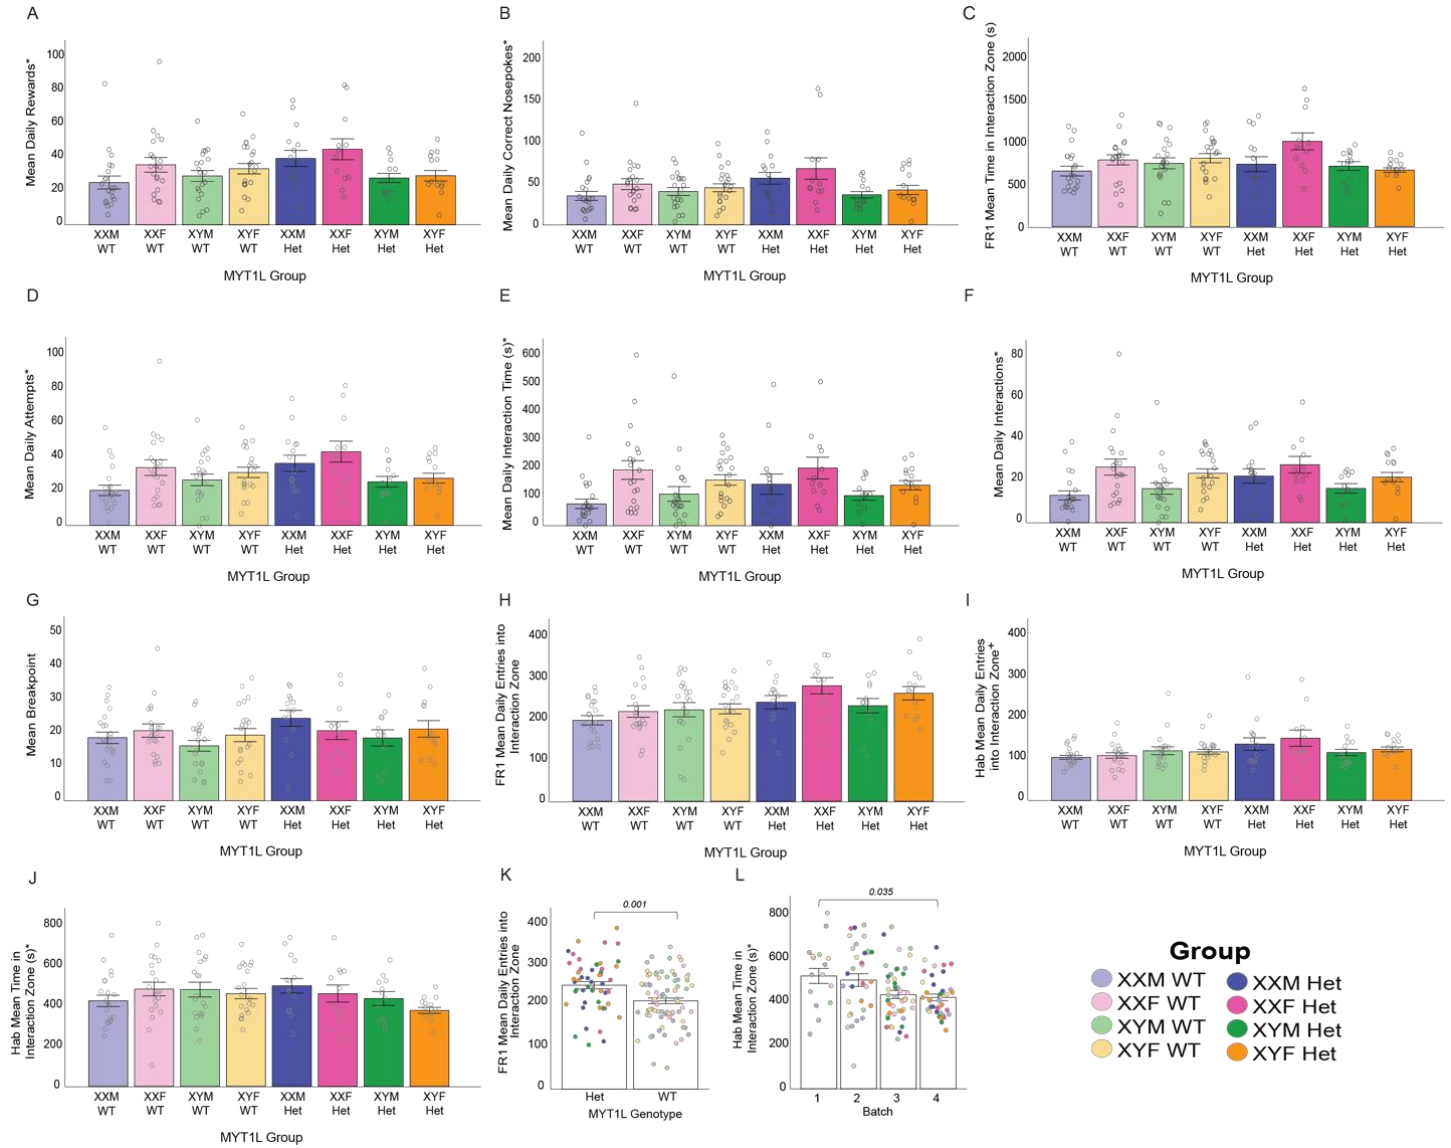 A
Mean Daily Rewards*
100
80
60
40
20
0
XXM XXF XYM XYF XXM XXF XYM XYF
WT WT WT WT Het Het Het Het
MYT1L Group
B
Mean Daily Correct Nosepokes*
200
150
100
50
0
XXM XXF XYM XYF XXM XXF XYM XYF
WT WT WT WT Het Het Het Het
MYT1L Group
C
FR1 Mean Time in Interaction Zone (s)
2000
1500
1000
500
0
XXM XXF XYM XYF XXM XXF XYM XYF
WT WT WT WT Het Het Het Het
MYT1L Group
D
Mean Daily Attempts*
100
80
60
40
20
0
XXM XXF XYM XYF XXM XXF XYM XYF
WT WT WT WT Het Het Het Het
MYT1L Group
E
Mean Daily Interaction Time (s)*
600
500
400
300
200
100
0
XXM XXF XYM XYF XXM XXF XYM XYF
WT WT WT WT Het Het Het Het
MYT1L Group
F
Mean Daily Interactions*
80
60
40
20
0
XXM XXF XYM XYF XXM XXF XYM XYF
WT WT WT WT Het Het Het Het
MYT1L Group
G
Mean Breakpoint
50
40
30
20
10
0
XXM XXF XYM XYF XXM XXF XYM XYF
WT WT WT WT Het Het Het Het
MYT1L Group
H
FR1 Mean Daily Entries into
Interaction Zone
400
300
200
100
0
XXM XXF XYM XYF XXM XXF XYM XYF
WT WT WT WT Het Het Het Het
MYT1L Group
I
Hab Mean Daily Entries
into Interaction Zone+
400
300
200
100
0
XXM XXF XYM XYF XXM XXF XYM XYF
WT WT WT WT Het Het Het Het
MYT1L Group
J
Hab Mean Time in
Interaction Zone (s)*
800
600
400
200
0
XXM XXF XYM XYF XXM XXF XYM XYF
WT WT WT WT Het Het Het Het
MYT1L Group
K
FR1 Mean Daily Entries into
Interaction Zone
400
300
200
100
0
0.001
Het WT
MYT1L Genotype
L
Hab Mean Time in
Interaction Zone (s)*
800
600
400
200
0
0.035
1 2 3 4
Batch
Group
XXM WT XXM Het
XXF WT XXF Het
XYM WT XYM Het
XYF WT XYF Het